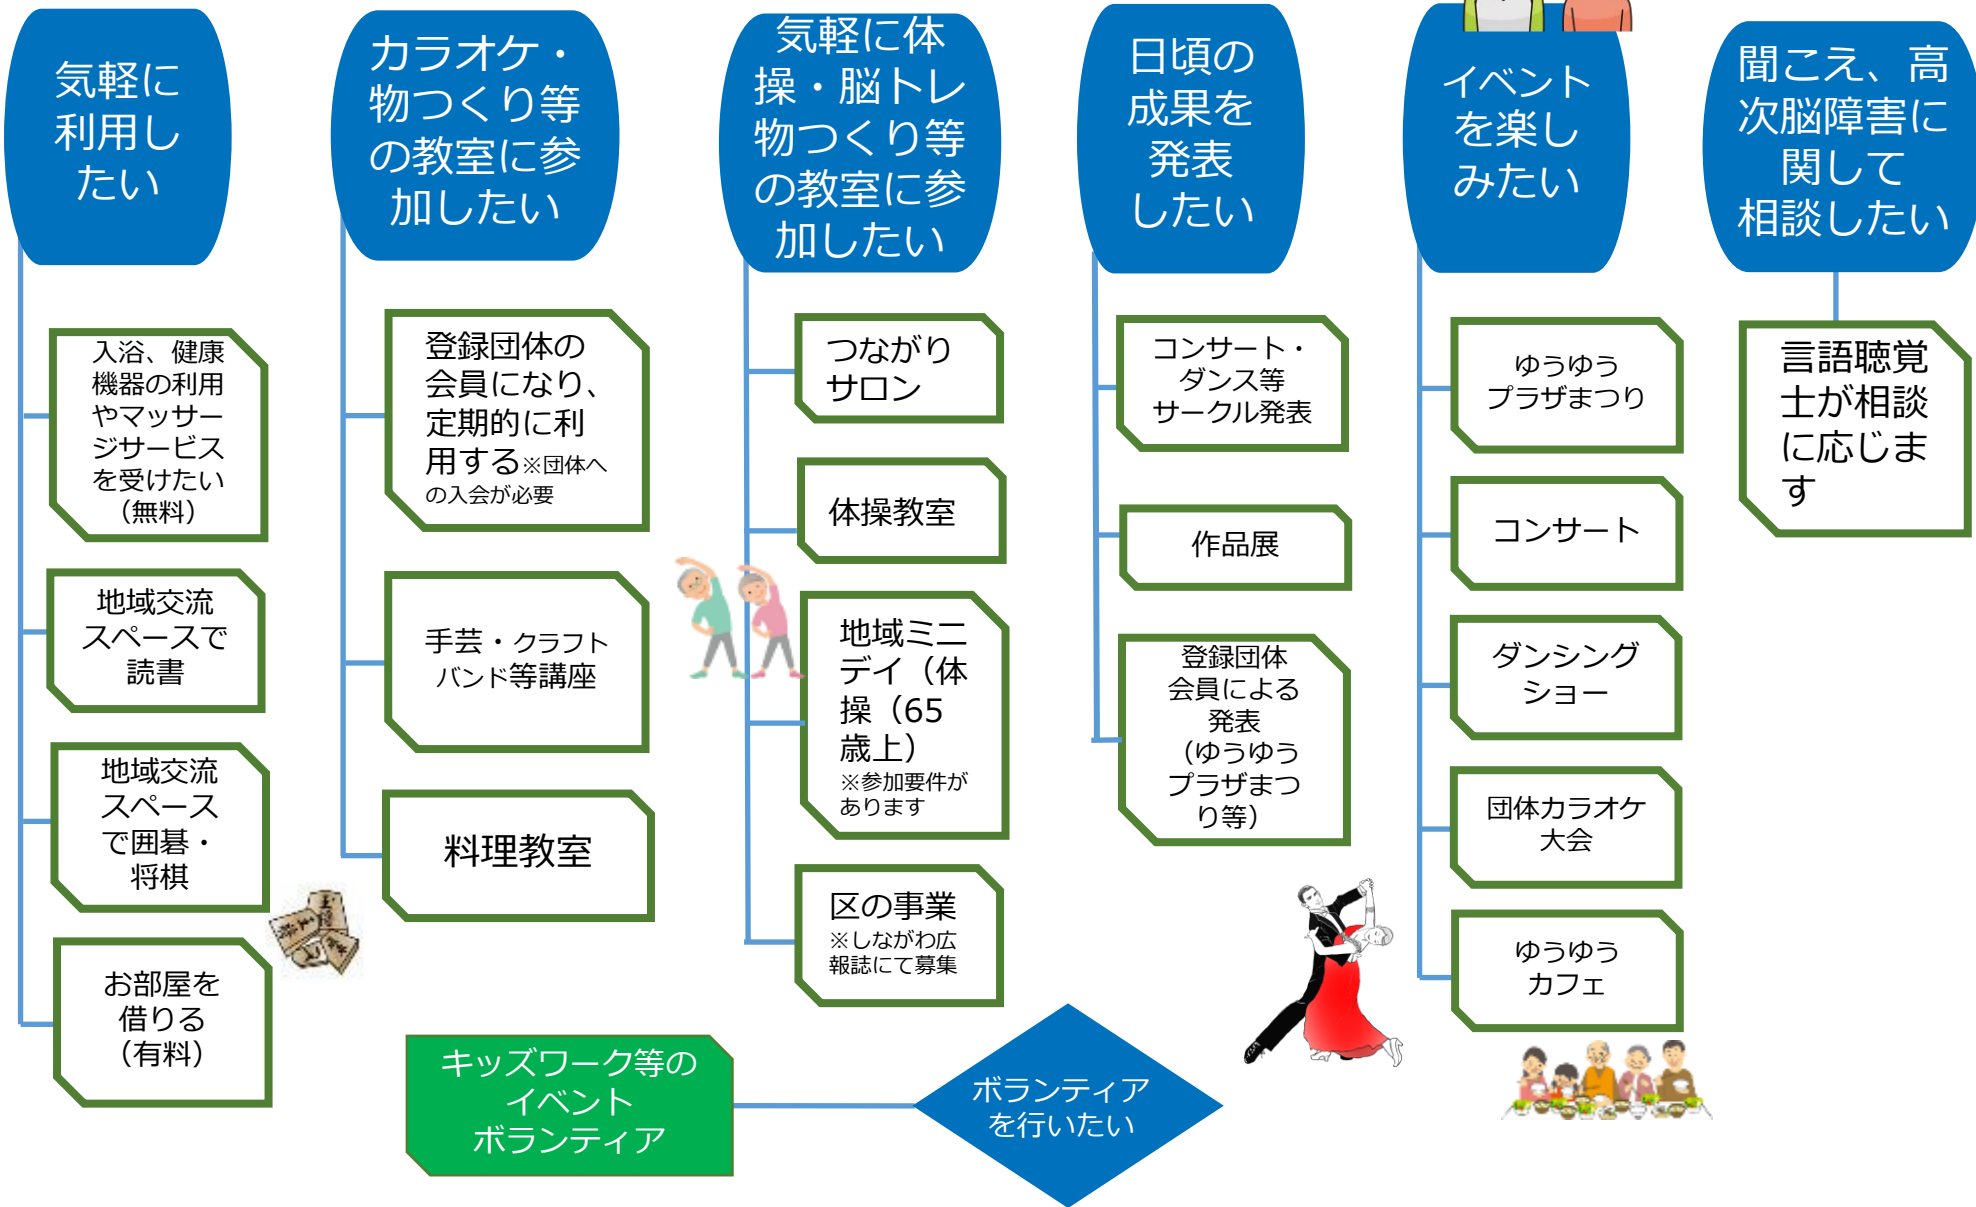 気軽に
利用し
たい
入浴、健康
機器の利用
やマッサー
ジサービス
を受けたい
（無料）
地域交流
スペースで
読書
地域交流
スペース
で囲碁・
将棋
お部屋を
借りる
（有料）
カラオケ・
物つくり等
の教室に参
加したい
登録団体の
会員になり、
定期的に利
用する※団体へ
の入会が必要
手芸・クラフト
バンド等講座
料理教室
気軽に体
操・脳トレ
物つくり等
の教室に参
加したい
つながり
サロン
体操教室
地域ミニ
デイ（体
操（65
歳上）
※参加要件が
あります
区の事業
※しながわ広
報誌にて募集
日頃の
成果を
発表
したい
コンサート・
ダンス等
サークル発表
作品展
登録団体
会員による
発表
（ゆうゆう
プラザまつ
り等）
イベント
を楽し
みたい
ゆうゆう
プラザまつり
コンサート
ダンシング
ショー
団体カラオケ
大会
ゆうゆう
カフェ
聞こえ、高
次脳障害に
関して
相談したい
言語聴覚
士が相談
に応じま
す
ボランティア
を行いたい
キッズワーク等の
イベント
ボランティア